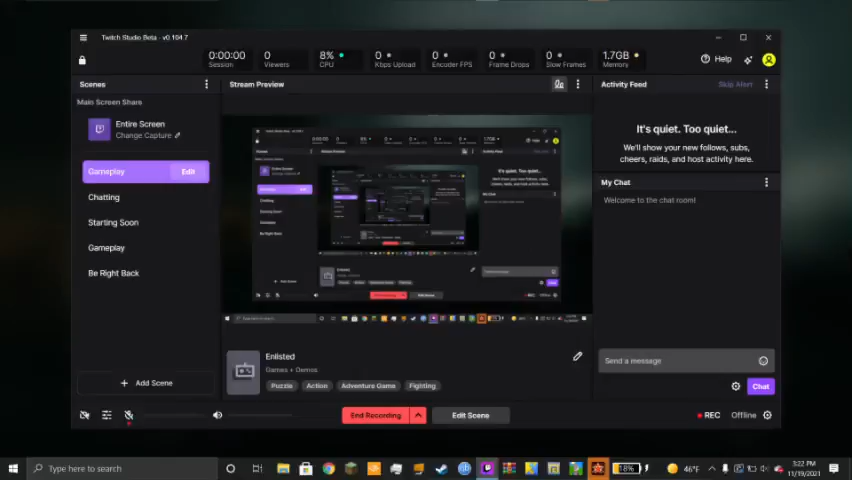 Twitch Studio Beta - v0.104.7
0:00:00 0 8% 0 0 0 0 1.7GB
Session Viewers CPU Kbps Upload Encoder FPS Frame Drops Slow Frames Memory
Help
Scenes
Main Screen Share
Entire Screen
Change Capture
Gameplay Edit
Chatting
Starting Soon
Gameplay
Be Right Back
Add Scene
Stream Preview
Enlisted
Games + Demos
Puzzle Action Adventure Game Fighting
End Recording Edit Scene
Activity Feed Skip Alert
It's quiet. Too quiet...
We'll show your new follows, subs,
cheers, raids, and host activity here.
My Chat
Welcome to the chat room!
Send a message
Chat
REC Offline
Type here to search
18%
46°F
3:22 PM
11/19/2021